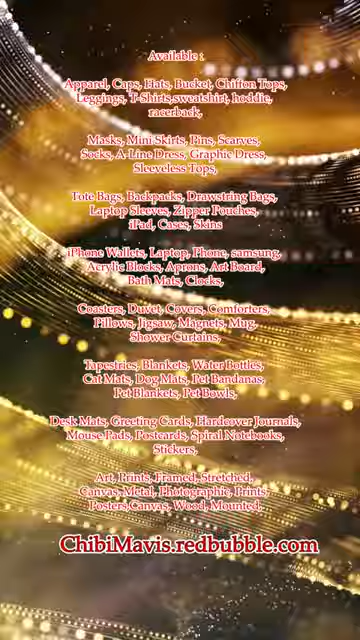 Available :
Apparel, Caps, Hats, Bucket, Chiffon Tops,
Leggings, T-Shirts,sweatshirt, hoddie,
racerback,
Masks, Mini Skirts, Pins, Scarves,
Socks, A-Line Dress, Graphic Dress,
Sleeveless Tops,
Tote Bags, Backpacks, Drawstring Bags,
Laptop Sleeves, Zipper Pouches,
iPad, Cases, Skins
iPhone Wallets, Laptop, Phone, samsung,
Acrylic Blocks, Aprons, Art Board,
Bath Mats, Clocks,
Coasters, Duvet, Covers, Comforters,
Pillows, Jigsaw, Magnets, Mug,
Shower Curtains,
Tapestries, Blankets, Water Bottles,
Cat Mats, Dog Mats, Pet Bandanas,
Pet Blankets, Pet Bowls,
Desk Mats, Greeting Cards, Hardcover Journals,
Mouse Pads, Postcards, Spiral Notebooks,
Stickers,
Art, Prints, Framed, Stretched,
Canvas, Metal, Photographic, Prints,
Posters,Canvas, Wood, Mounted,
ChibiMavis.redbubble.com